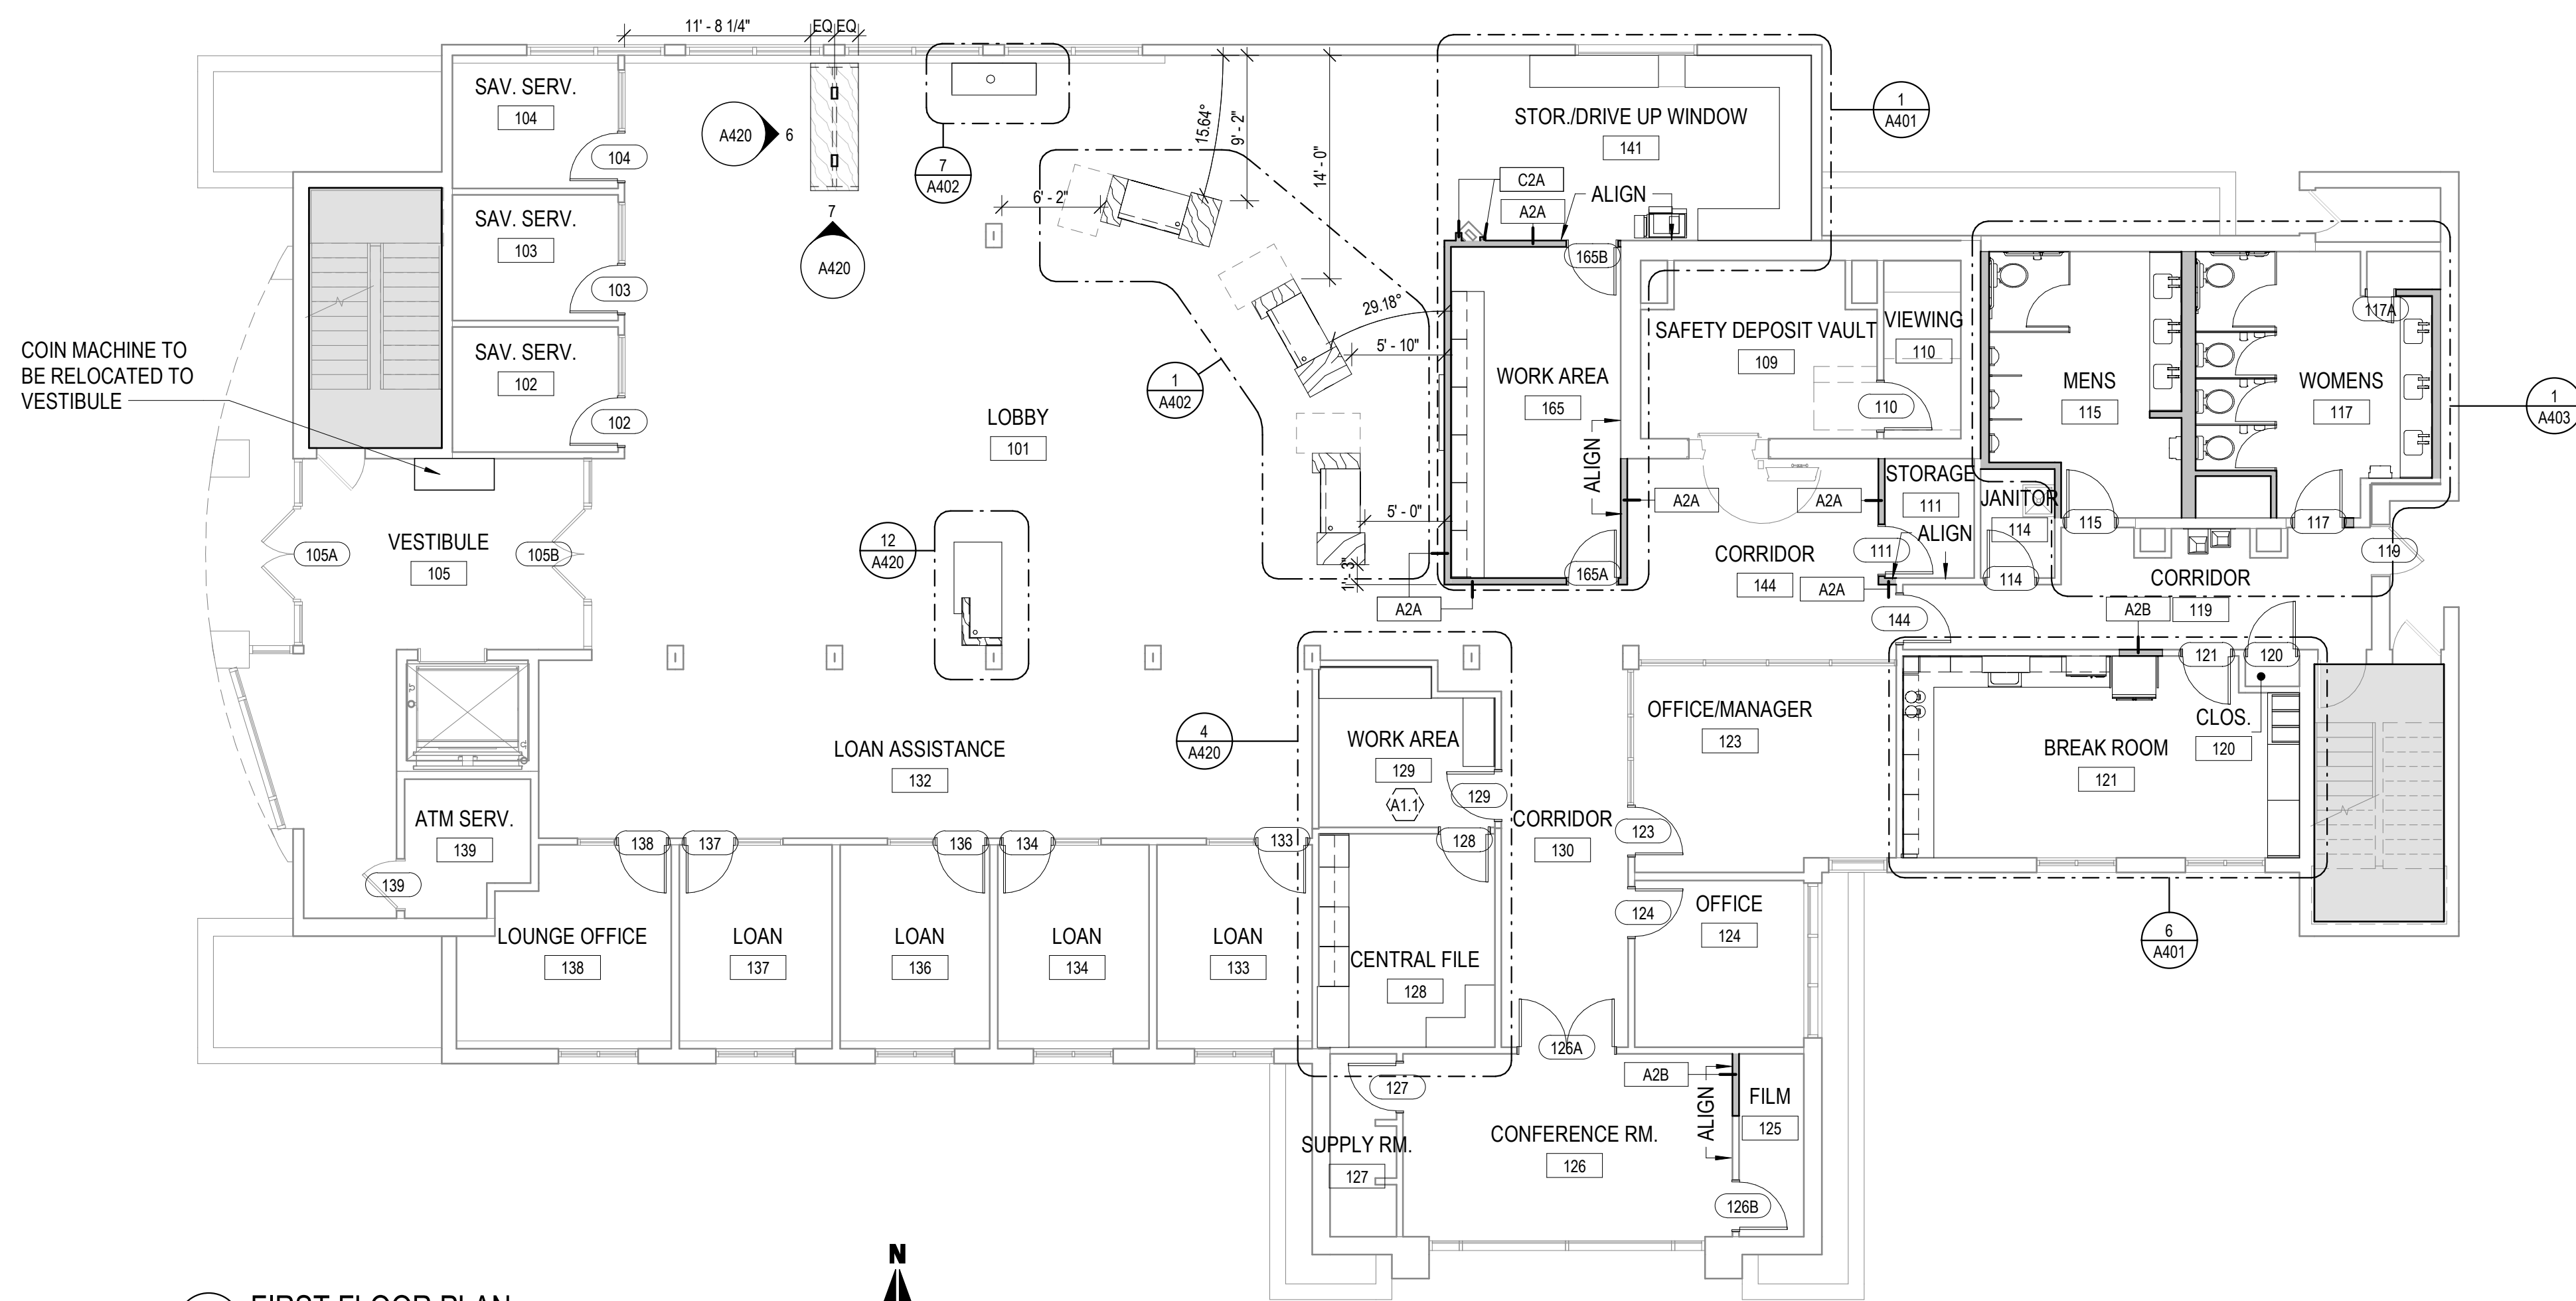 11' - 8 1/4"
EQ
EQ
SAV. SERV.
104
104
A420
6
7
A402
15.64°
9' - 2"
14' - 0"
6' - 2"
STOR./DRIVE UP WINDOW
141
1
A401
C2A
A2A
ALIGN
SAV. SERV.
103
103
7
A420
165B
29.18°
5' - 10"
SAFETY DEPOSIT VAULT
109
VIEWING
110
110
117A
COIN MACHINE TO
BE RELOCATED TO
VESTIBULE
SAV. SERV.
102
102
1
A402
LOBBY
101
WORK AREA
165
ALIGN
MENS
115
WOMENS
117
1
A403
5' - 0"
1' - 3"
A2A
A2A
A2A
STORAGE
111
ALIGN
JANITOR
114
115
117
119
VESTIBULE
105
105A
105B
12
A420
165A
CORRIDOR
144
111
A2A
114
CORRIDOR
119
A2B
144
121
120
LOAN ASSISTANCE
132
4
A420
WORK AREA
129
A1.1
129
OFFICE/MANAGER
123
BREAK ROOM
121
CLOS.
120
ATM SERV.
139
139
138
137
136
134
133
128
CORRIDOR
130
123
124
OFFICE
124
LOUNGE OFFICE
138
LOAN
137
LOAN
136
LOAN
134
LOAN
133
CENTRAL FILE
128
6
A401
126A
127
A2B
ALIGN
FILM
125
SUPPLY RM.
127
CONFERENCE RM.
126
126B
N
FIRST FLOOR PLAN